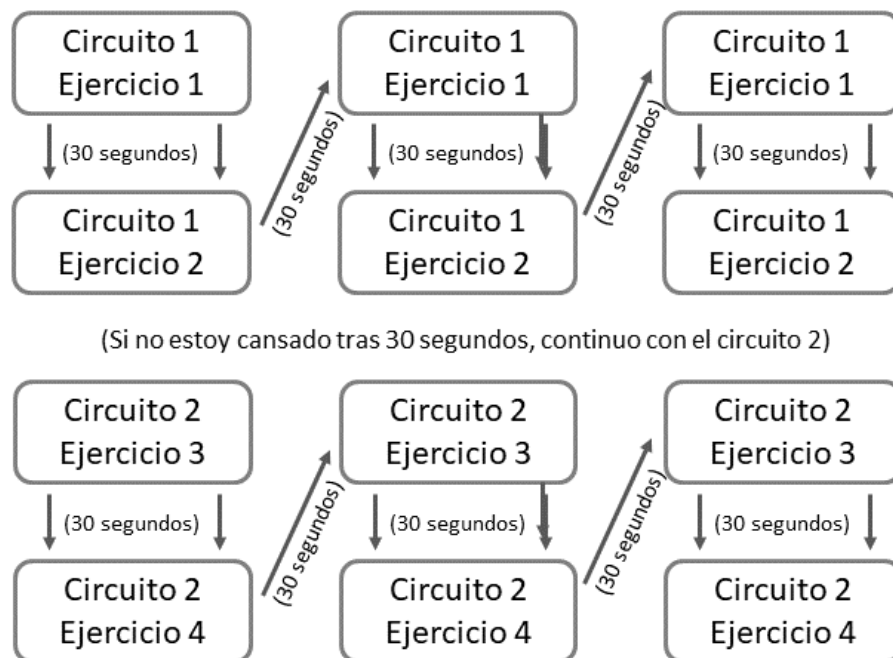 Circuito 1
Ejercicio 1
Circuito 1
Ejercicio 1
Circuito 1
Ejercicio 1
(30 segundos)
(30 segundos)
(30 segundos)
(30 segundos)
(30 segundos)
Circuito 1
Ejercicio 2
Circuito 1
Ejercicio 2
Circuito 1
Ejercicio 2
(Si no estoy cansado tras 30 segundos, continuo con el circuito 2)
Circuito 2
Ejercicio 3
Circuito 2
Ejercicio 3
Circuito 2
Ejercicio 3
(30 segundos)
(30 segundos)
(30 segundos)
(30 segundos)
(30 segundos)
Circuito 2
Ejercicio 4
Circuito 2
Ejercicio 4
Circuito 2
Ejercicio 4